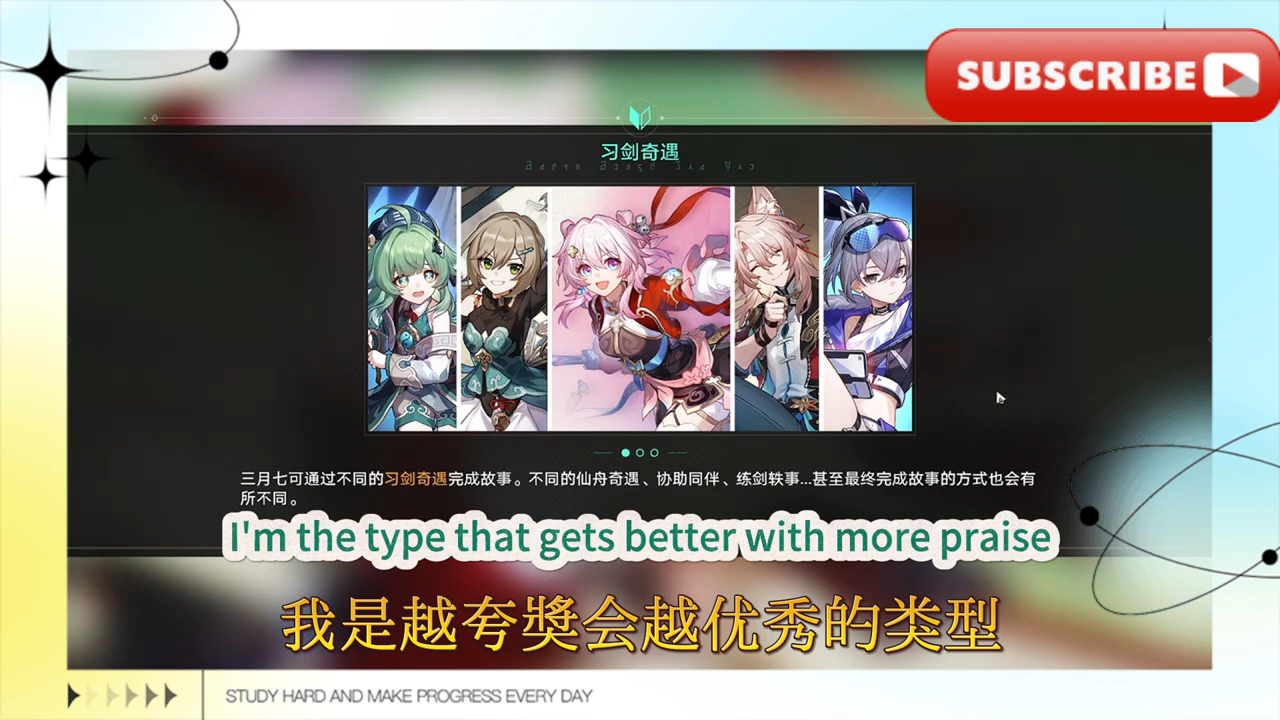 SUBSCRIBE
习剑奇遇
三月七可通过不同的习剑奇遇完成故事。不同的仙舟奇遇、协助同伴、练剑轶事...甚至最终完成故事的方式也会有
所不同。
I'm the type that gets better with more praise
我是越夸奬会越优秀的类型
STUDY HARD AND MAKE PROGRESS EVERY DAY